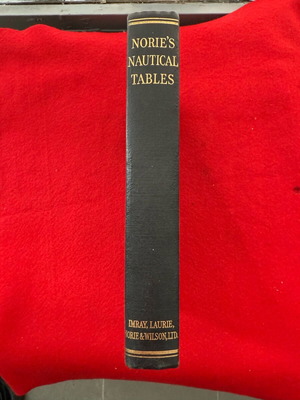 NORIE'S
NAUTICAL
TABLES
IMRAY, LAURIE,
NORIE & WILSON, LTD.